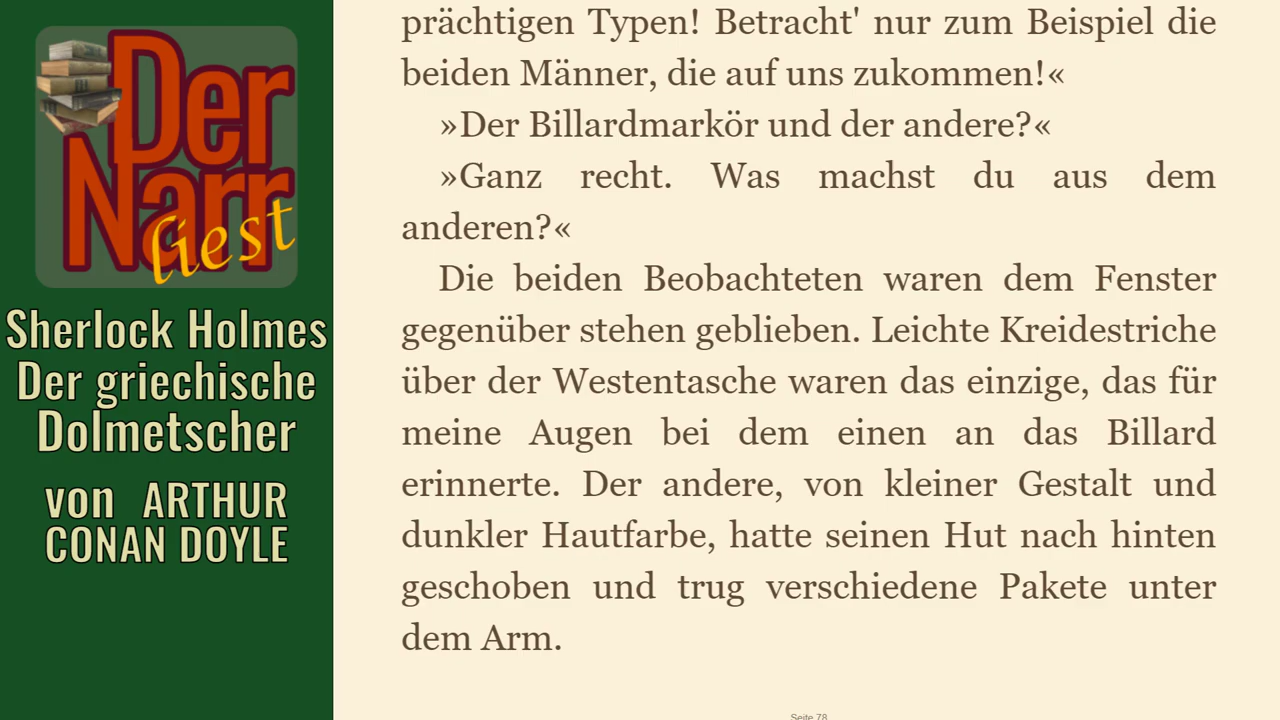 Der
Narr
liest
Sherlock Holmes
Der griechische
Dolmetscher
von ARTHUR
CONAN DOYLE
prächtigen Typen! Betracht' nur zum Beispiel die
beiden Männer, die auf uns zukommen!«
»Der Billardmarkör und der andere?«
»Ganz recht. Was machst du aus dem
anderen?«
Die beiden Beobachteten waren dem Fenster
gegenüber stehen geblieben. Leichte Kreidestriche
über der Westentasche waren das einzige, das für
meine Augen bei dem einen an das Billard
erinnerte. Der andere, von kleiner Gestalt und
dunkler Hautfarbe, hatte seinen Hut nach hinten
geschoben und trug verschiedene Pakete unter
dem Arm.
Seite 78